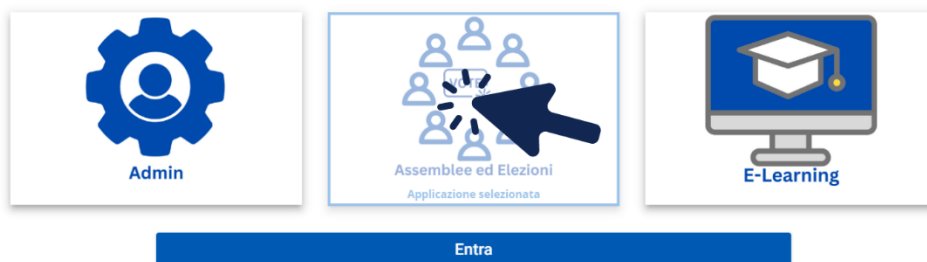 VOTE
Admin
Assemblee ed Elezioni
Applicazione selezionata
E-Learning
Entra